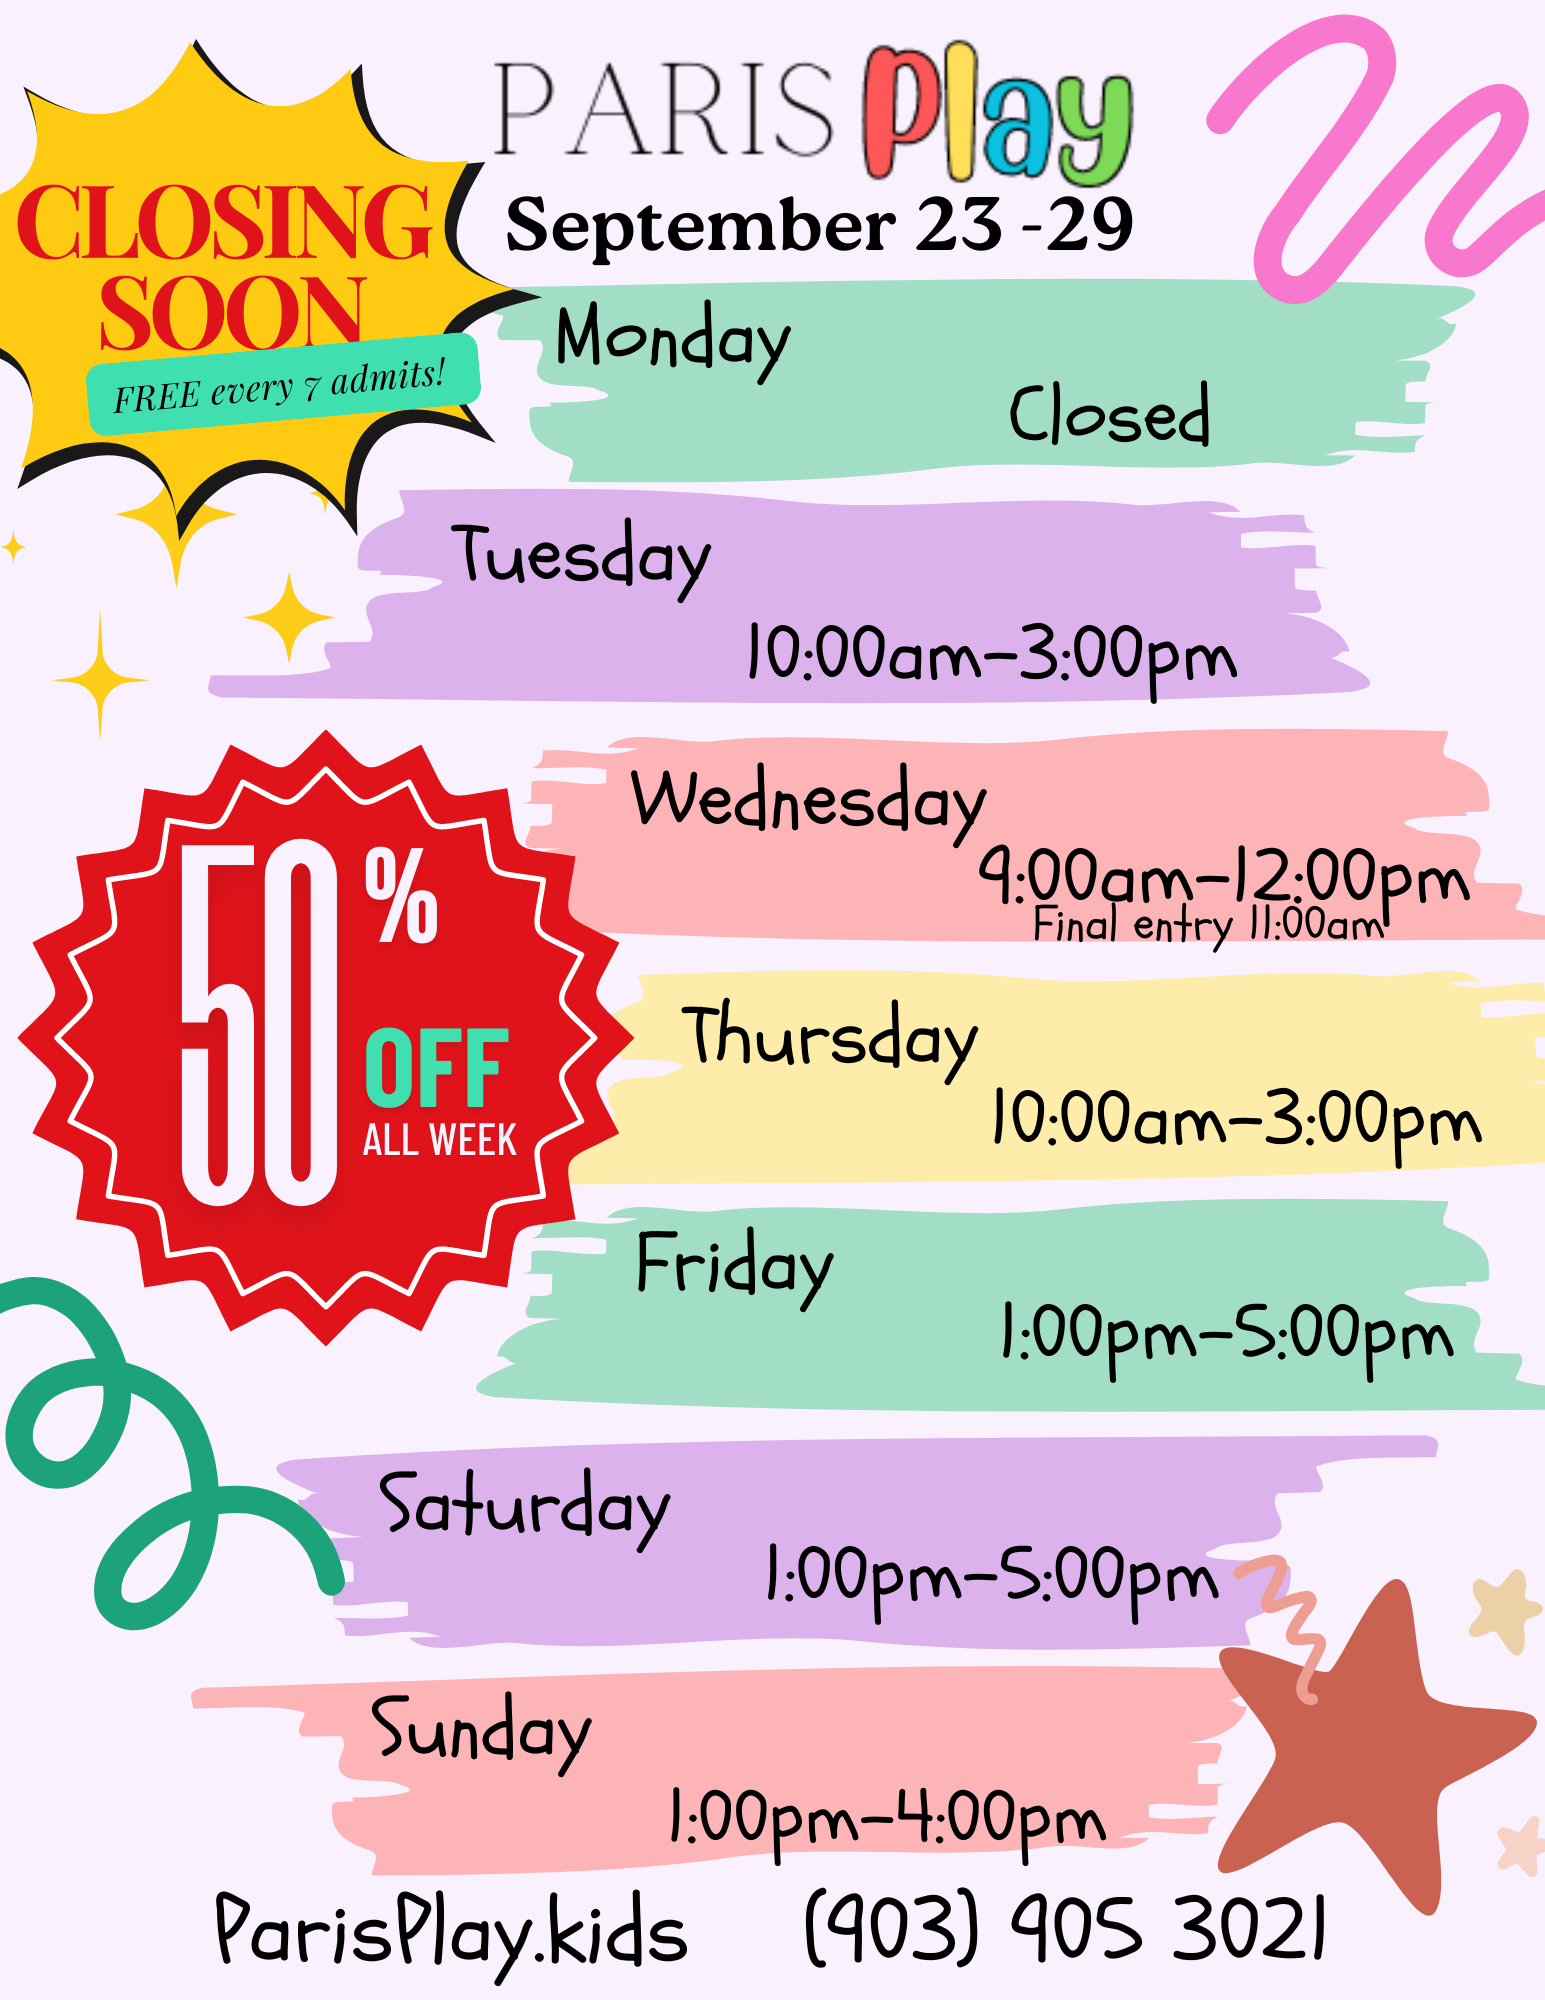 PARIS Play
September 23 -29
CLOSING
SOON
FREE every 7 admits!
Monday
Closed
Tuesday
10:00am-3:00pm
Wednesday
9:00am-12:00pm
Final entry 11:00am
50%
OFF
ALL WEEK
Thursday
10:00am-3:00pm
Friday
1:00pm-5:00pm
Saturday
1:00pm-5:00pm
Sunday
1:00pm-4:00pm
ParisPlay.kids (903) 905 3021